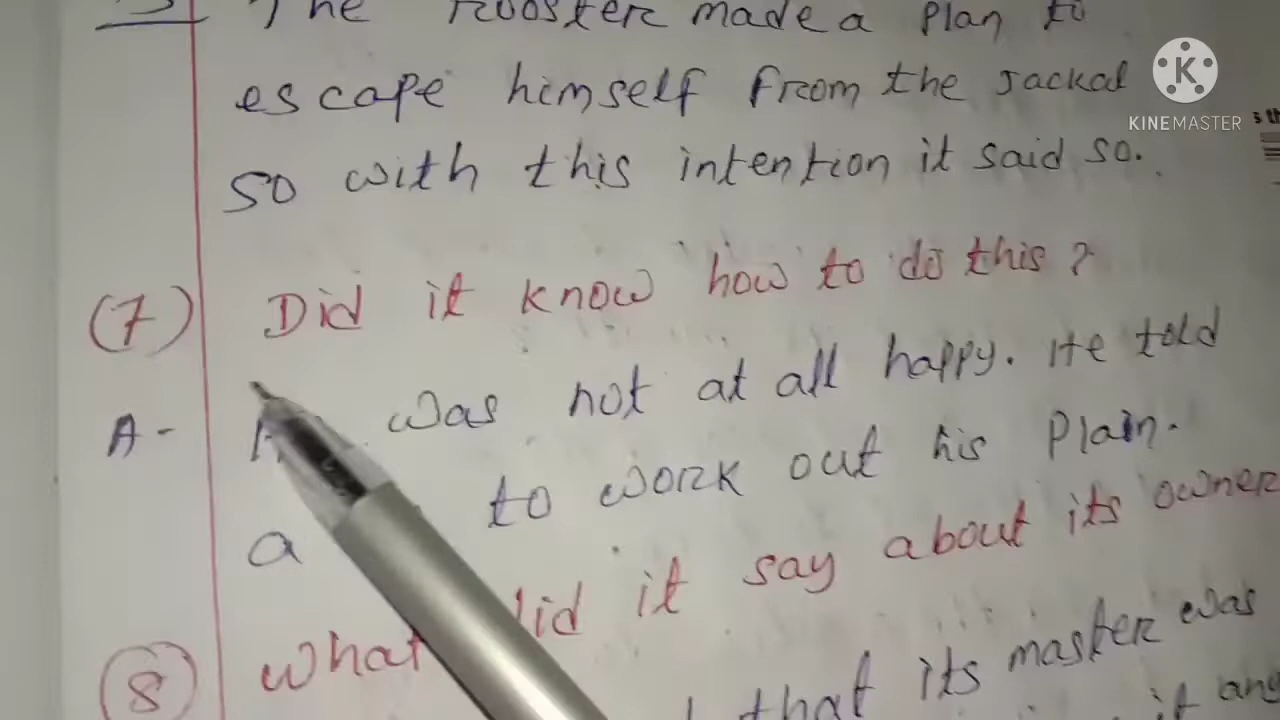 The Rooster made a plan to
escape himself from the jackal
so with this intention it said so.
(7) Did it know how to do this?
A- was not at all happy. He told
a to work out his Plain.
(8) What did it say about its owner
that its master was
it
KINEMASTER